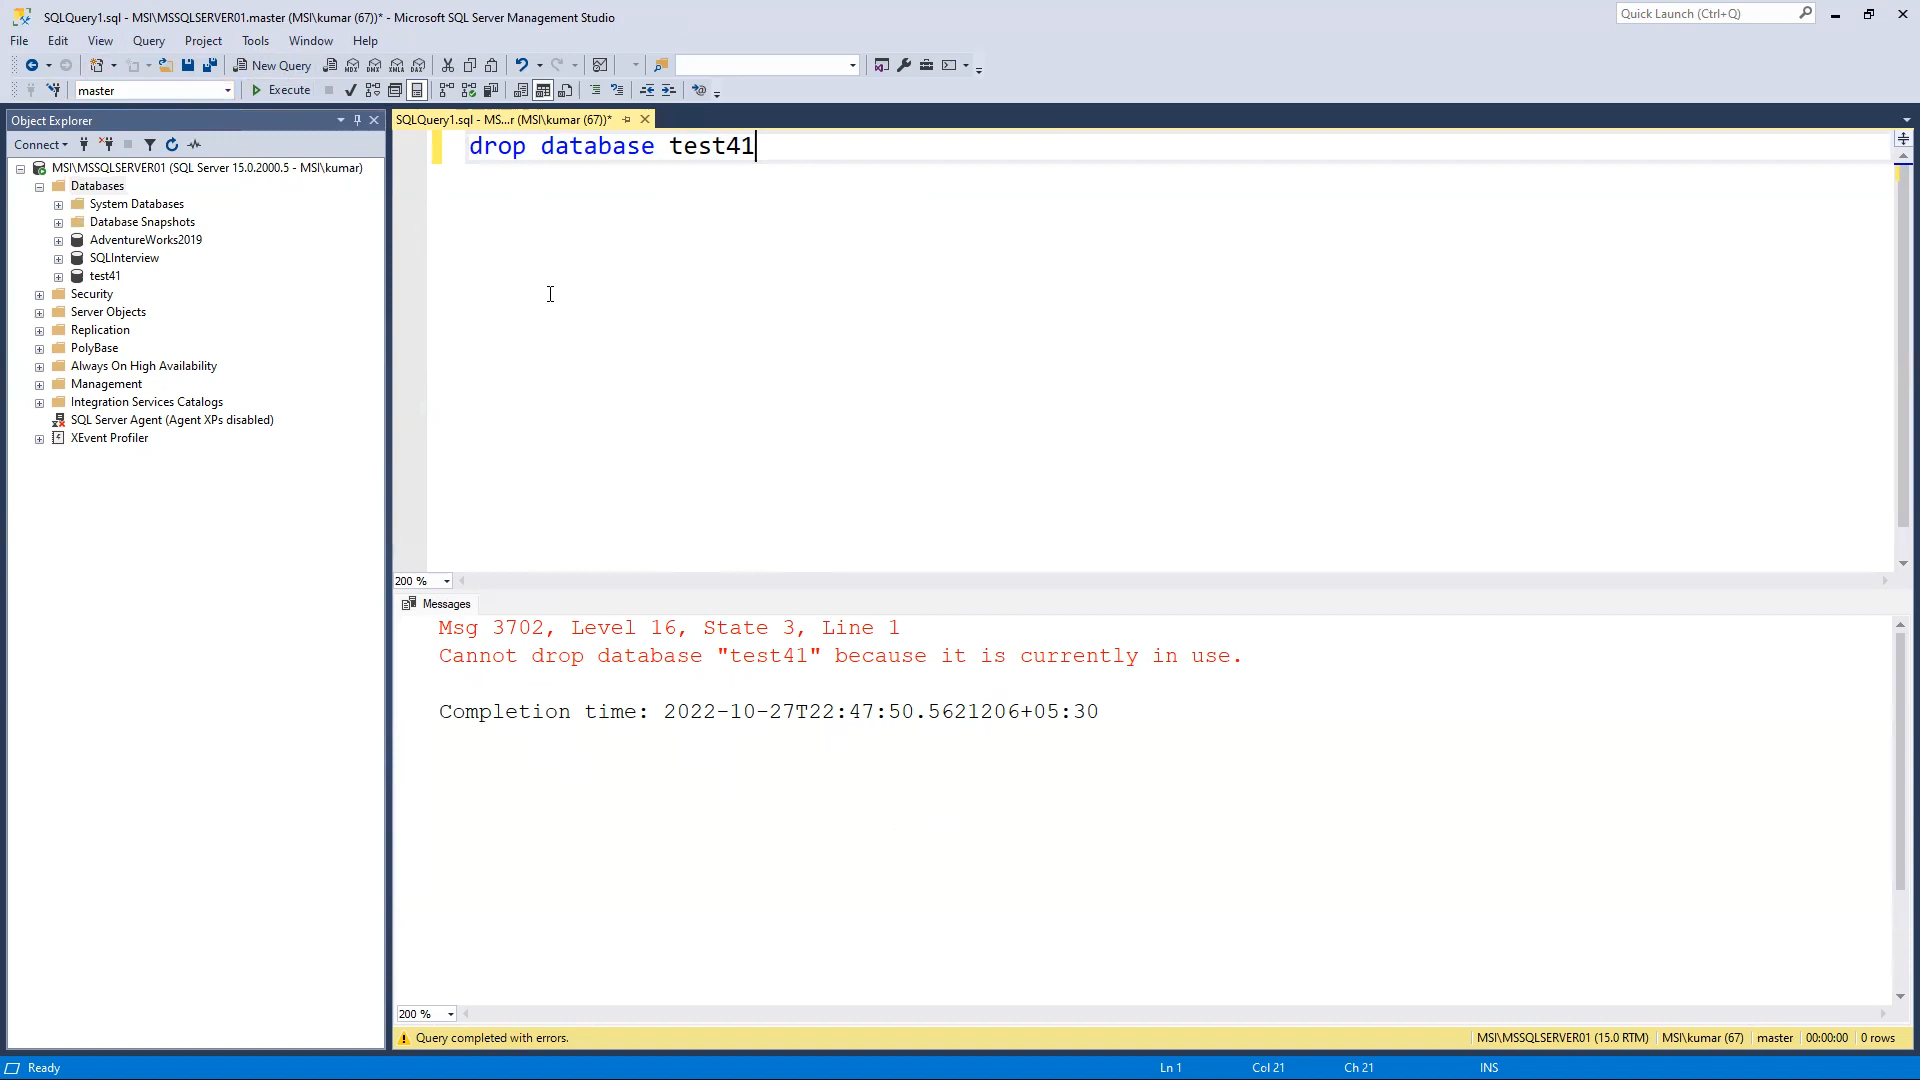 SQLQuery1.sql - MSI\MSSQLSERVER01.master (MSI\kumar (67))* - Microsoft SQL Server Management Studio
Quick Launch (Ctrl+Q)
File Edit View Query Project Tools Window Help
New Query
MDX DMX XMLA DAX
master
Execute
Object Explorer
SQLQuery1.sql - MS...r (MSI\kumar (67))*
Connect
drop database test41
MSI\MSSQLSERVER01 (SQL Server 15.0.2000.5 - MSI\kumar)
Databases
System Databases
Database Snapshots
AdventureWorks2019
SQLInterview
test41
Security
Server Objects
Replication
PolyBase
Always On High Availability
Management
Integration Services Catalogs
SQL Server Agent (Agent XPs disabled)
XEvent Profiler
200 %
Messages
Msg 3702, Level 16, State 3, Line 1
Cannot drop database "test41" because it is currently in use.
Completion time: 2022-10-27T22:47:50.5621206+05:30
200 %
Query completed with errors.
MSI\MSSQLSERVER01 (15.0 RTM) MSI\kumar (67) master 00:00:00 0 rows
Ready
Ln 1 Col 21 Ch 21 INS